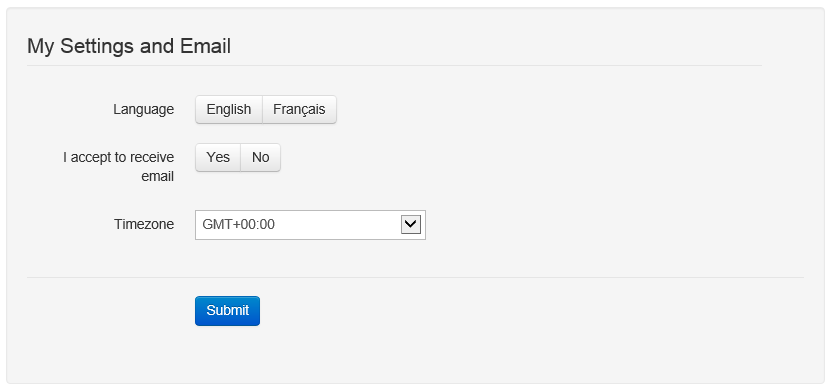 My Settings and Email
Language English Français
I accept to receive Yes No
email
Timezone GMT+00:00
Submit